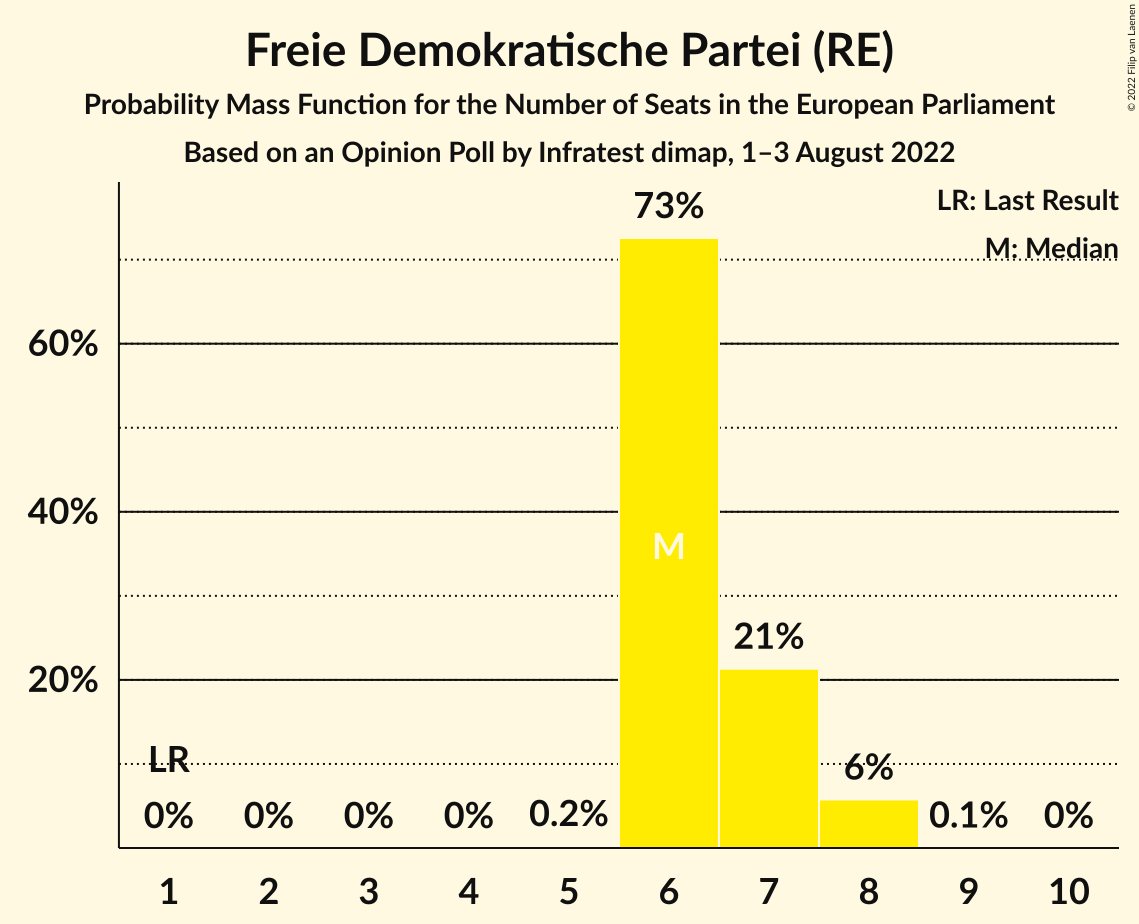 Freie Demokratische Partei (RE)
Probability Mass Function for the Number of Seats in the European Parliament
Based on an Opinion Poll by Infratest dimap, 1–3 August 2022
© 2022 Filip van Laenen
LR: Last Result
M: Median
73%
60%
40%
M
21%
20%
LR
6%
0%
0%
0%
0%
0.2%
0.1%
0%
1
2
3
4
5
6
7
8
9
10